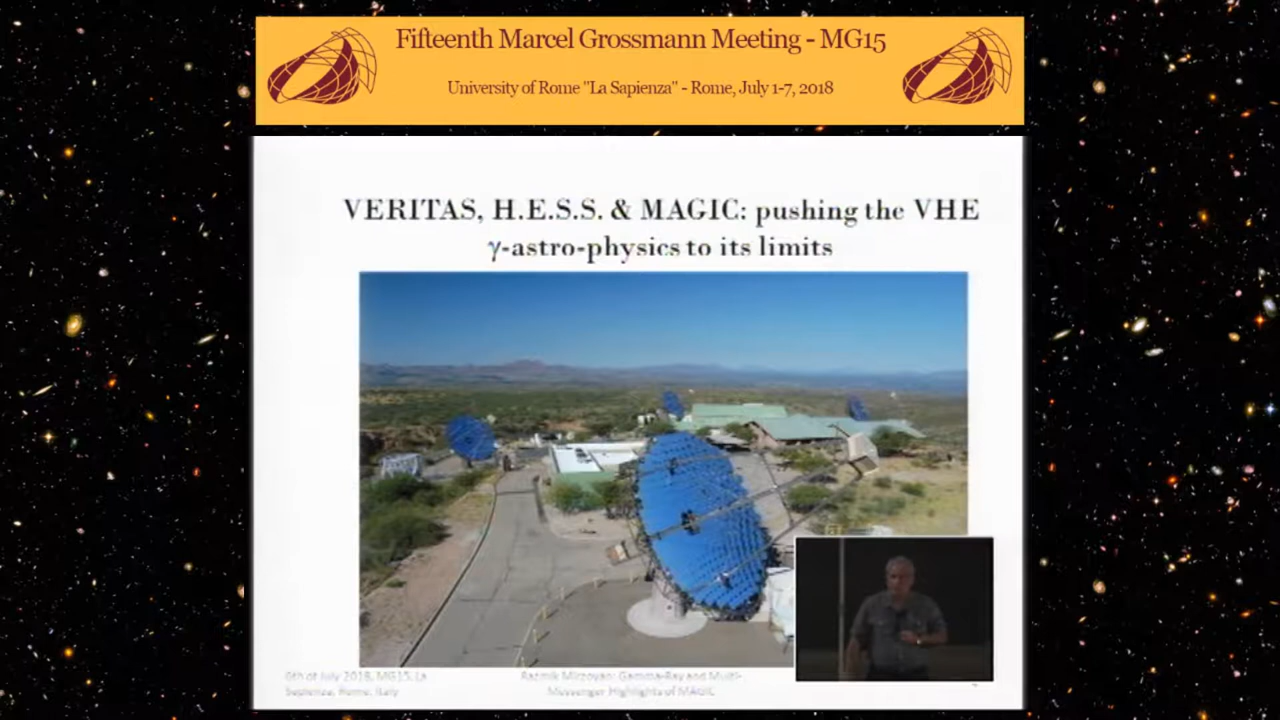 Fifteenth Marcel Grossmann Meeting - MG15
University of Rome "La Sapienza" - Rome, July 1-7, 2018
VERITAS, H.E.S.S. & MAGIC: pushing the VHE
γ-astro-physics to its limits
6th of July 2018, MG15, La
Sapienza, Rome, Italy
Razmik Mirzoyan: Gamma-Ray and Multi-
Messenger Highlights of MAGIC